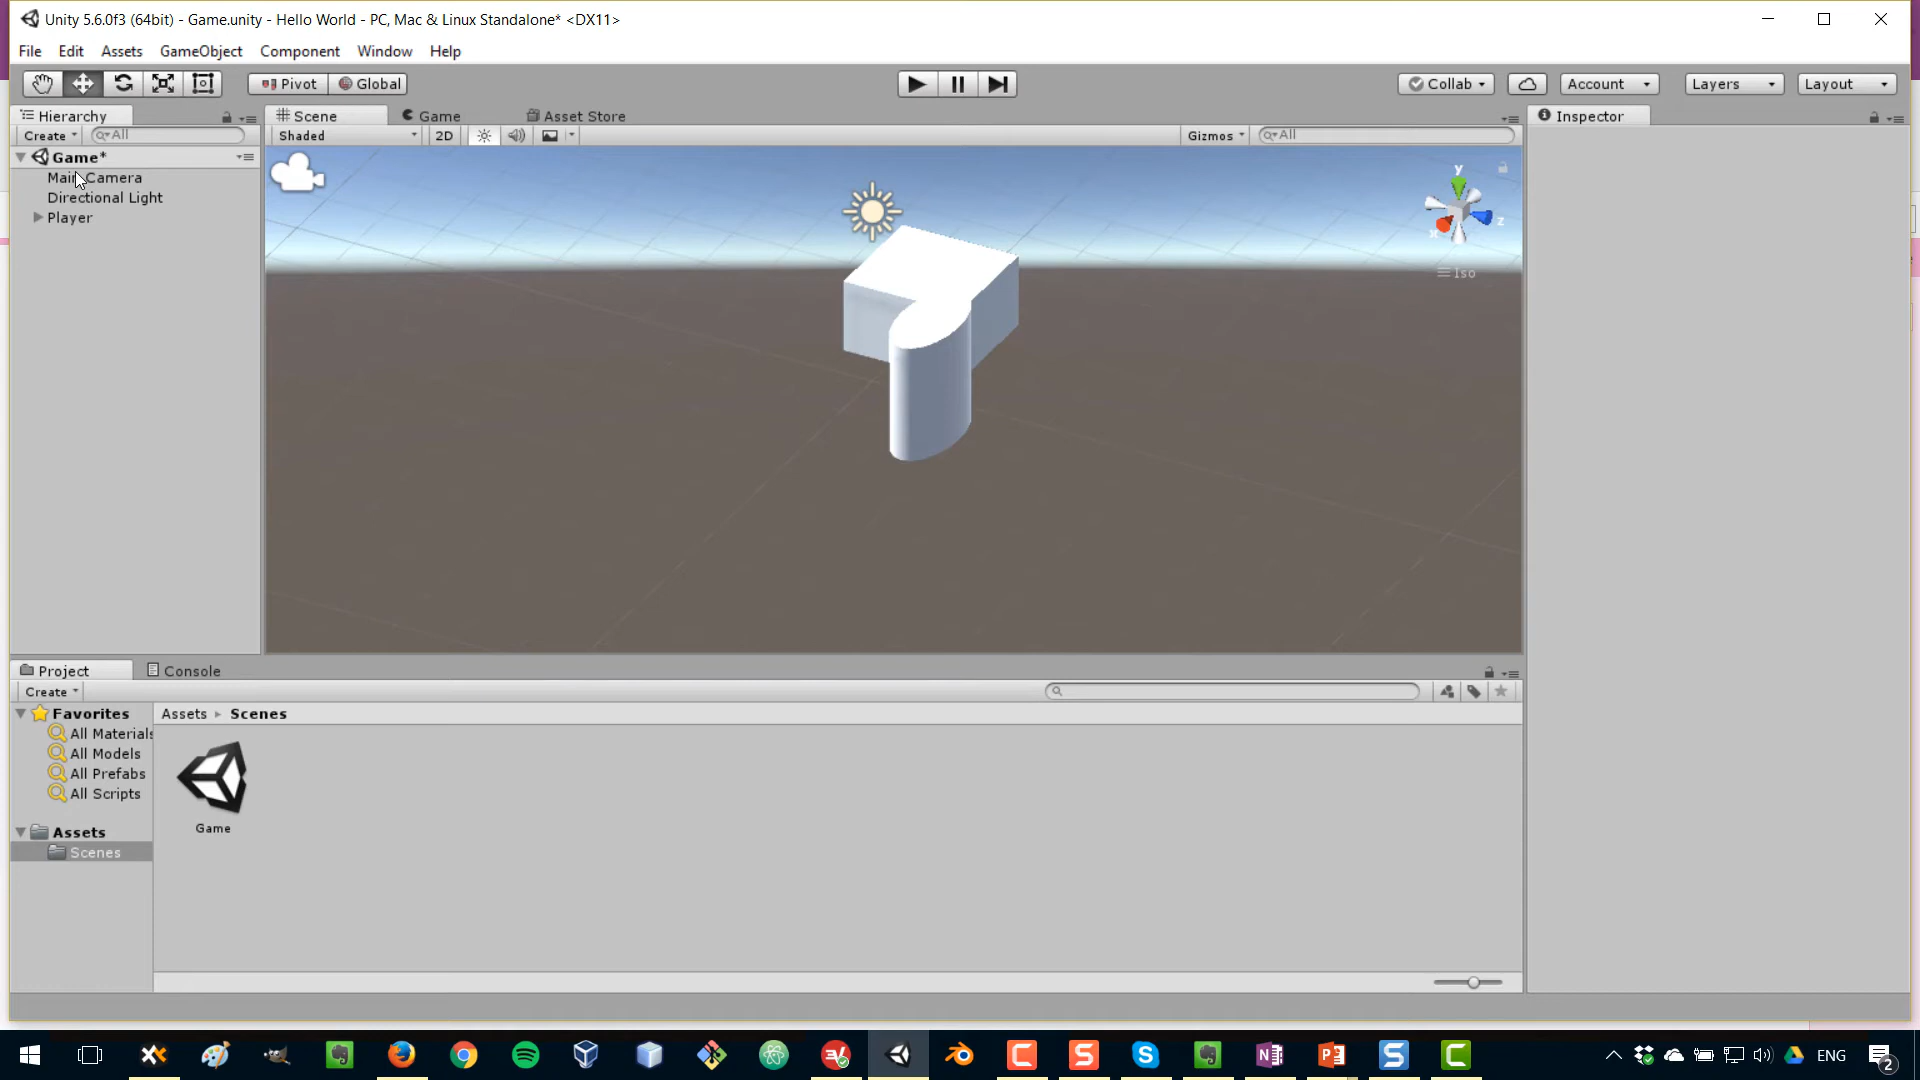 Unity 5.6.0f3 (64bit) - Game.unity - Hello World - PC, Mac & Linux Standalone* <DX11>
File Edit Assets GameObject Component Window Help
Pivot Global Collab Account Layers Layout
Hierarchy Scene Game Asset Store Inspector
Create All Shaded 2D Gizmos All
Game*
Main Camera
Directional Light
Player
y
x
z
Iso
Project Console
Create
Favorites
All Materials
All Models
All Prefabs
All Scripts
Assets
Scenes
Assets Scenes
Game
ENG
2